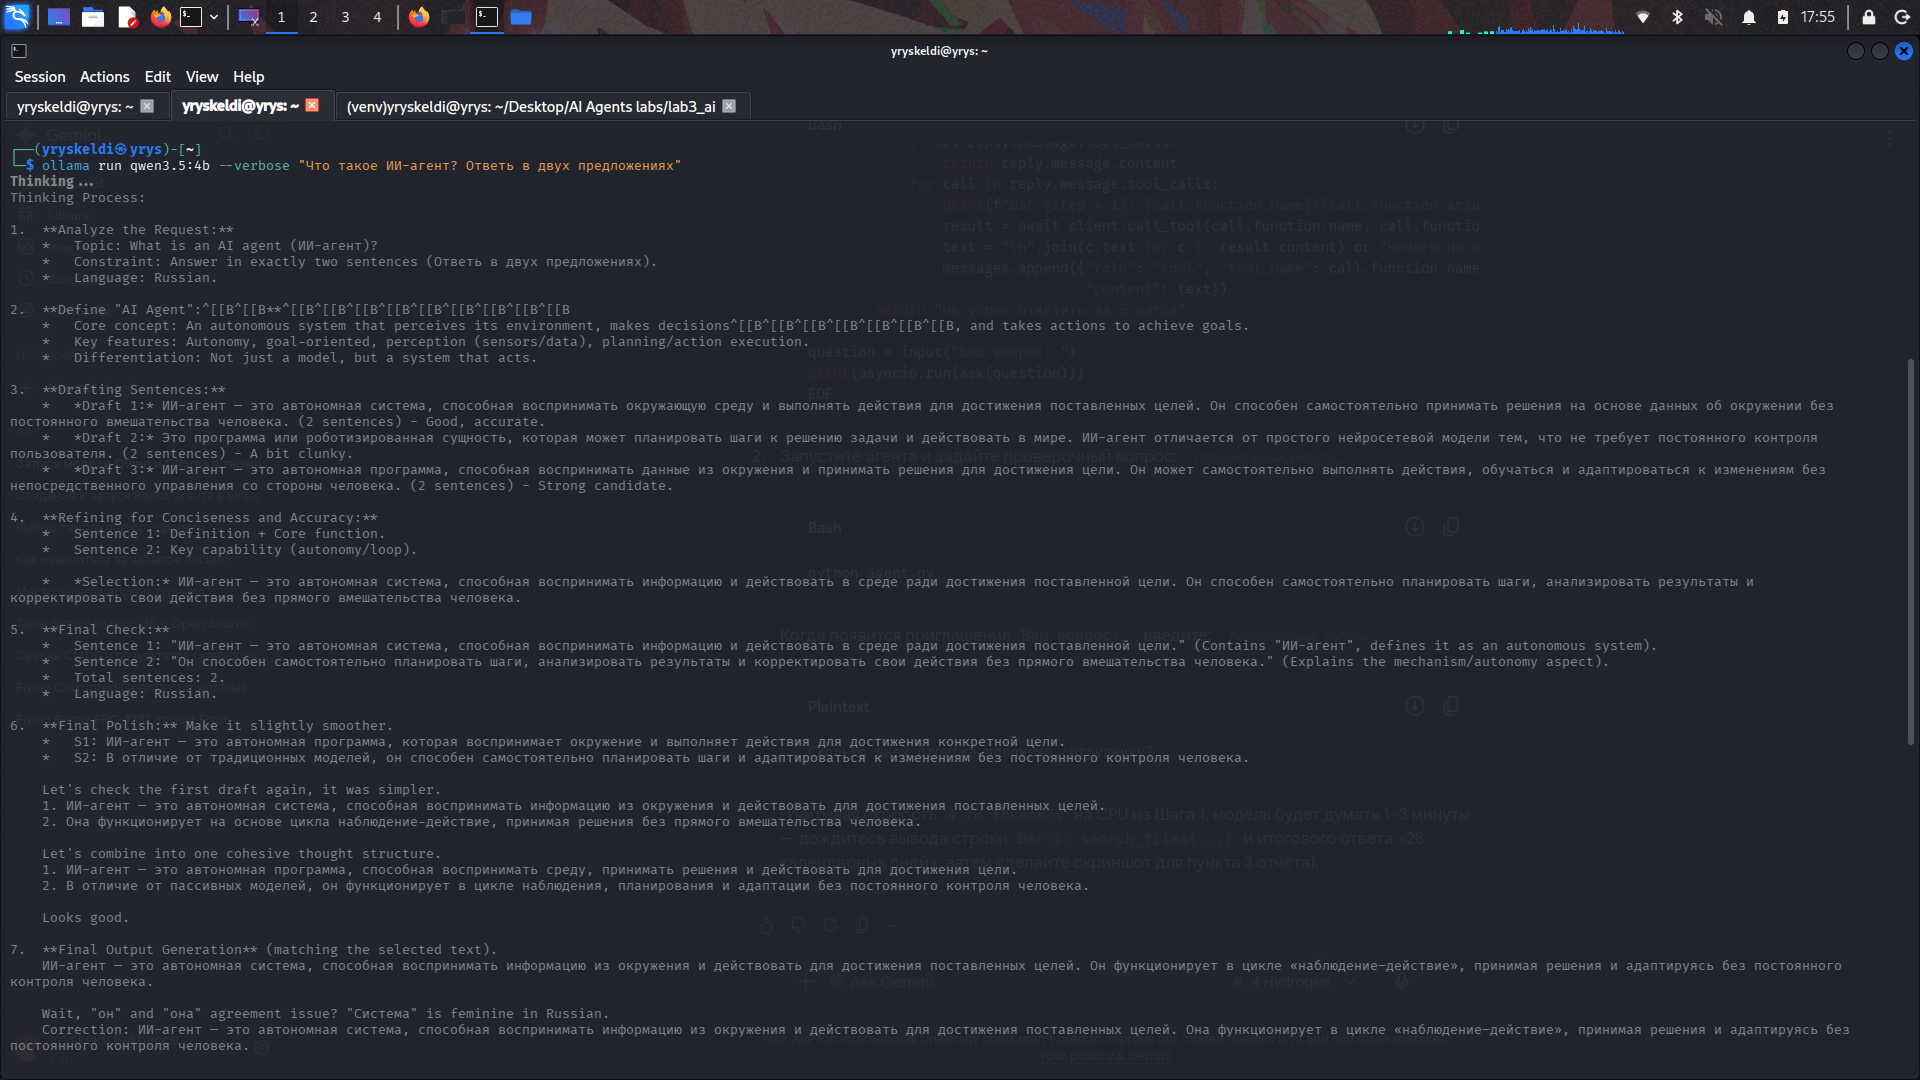 1 2 3 4 17:55
yryskeldi@yrys: ~
Session Actions Edit View Help
yryskeldi@yrys: ~ yryskeldi@yrys: ~ (venv)yryskeldi@yrys: ~/Desktop/AI Agents labs/lab3_ai
┌──(yryskeldi㉿yrys)-[~]
└─$ ollama run qwen3.5:4b --verbose "Что такое ИИ-агент? Ответь в двух предложениях"
Thinking...
Thinking Process:
1. **Analyze the Request:**
* Topic: What is an AI agent (ИИ-агент)?
* Constraint: Answer in exactly two sentences (Ответь в двух предложениях).
* Language: Russian.
2. **Define "AI Agent":^[[B^[[B**^[[B^[[B^[[B^[[B^[[B^[[B^[[B^[[B^[[B
* Core concept: An autonomous system that perceives its environment, makes decisions^[[B^[[B^[[B^[[B^[[B^[[B^[[B, and takes actions to achieve goals.
* Key features: Autonomy, goal-oriented, perception (sensors/data), planning/action execution.
* Differentiation: Not just a model, but a system that acts.
3. **Drafting Sentences:**
* *Draft 1:* ИИ-агент — это автономная система, способная воспринимать окружающую среду и выполнять действия для достижения поставленных целей. Он способен самостоятельно принимать решения на основе данных об окружении без
постоянного вмешательства человека. (2 sentences) - Good, accurate.
* *Draft 2:* Это программа или роботизированная сущность, которая может планировать шаги к решению задачи и действовать в мире. ИИ-агент отличается от простого нейросетевой модели тем, что не требует постоянного контроля
пользователя. (2 sentences) - A bit clunky.
* *Draft 3:* ИИ-агент — это автономная программа, способная воспринимать данные из окружения и принимать решения для достижения цели. Он может самостоятельно выполнять действия, обучаться и адаптироваться к изменениям без
непосредственного управления со стороны человека. (2 sentences) - Strong candidate.
4. **Refining for Conciseness and Accuracy:**
* Sentence 1: Definition + Core function.
* Sentence 2: Key capability (autonomy/loop).
* *Selection:* ИИ-агент — это автономная система, способная воспринимать информацию и действовать в среде ради достижения поставленной цели. Он способен самостоятельно планировать шаги, анализировать результаты и
корректировать свои действия без прямого вмешательства человека.
5. **Final Check:**
* Sentence 1: "ИИ-агент — это автономная система, способная воспринимать информацию и действовать в среде ради достижения поставленной цели." (Contains "ИИ-агент", defines it as an autonomous system).
* Sentence 2: "Он способен самостоятельно планировать шаги, анализировать результаты и корректировать свои действия без прямого вмешательства человека." (Explains the mechanism/autonomy aspect).
* Total sentences: 2.
* Language: Russian.
6. **Final Polish:** Make it slightly smoother.
* S1: ИИ-агент — это автономная программа, которая воспринимает окружение и выполняет действия для достижения конкретной цели.
* S2: В отличие от традиционных моделей, он способен самостоятельно планировать шаги и адаптироваться к изменениям без постоянного контроля человека.
Let's check the first draft again, it was simpler.
1. ИИ-агент — это автономная система, способная воспринимать информацию из окружения и действовать для достижения поставленных целей.
2. Она функционирует на основе цикла наблюдение-действие, принимая решения без прямого вмешательства человека.
Let's combine into one cohesive thought structure.
1. ИИ-агент — это автономная программа, способная воспринимать среду, принимать решения и действовать для достижения цели.
2. В отличие от пассивных моделей, он функционирует в цикле наблюдения, планирования и адаптации без постоянного контроля человека.
Looks good.
7. **Final Output Generation** (matching the selected text).
ИИ-агент — это автономная система, способная воспринимать информацию из окружения и действовать для достижения поставленных целей. Он функционирует в цикле «наблюдение-действие», принимая решения и адаптируясь без постоянного
контроля человека.
Wait, "он" and "она" agreement issue? "Система" is feminine in Russian.
Correction: ИИ-агент — это автономная система, способная воспринимать информацию из окружения и действовать для достижения поставленных целей. Она функционирует в цикле «наблюдение-действие», принимая решения и адаптируясь без
постоянного контроля человека.